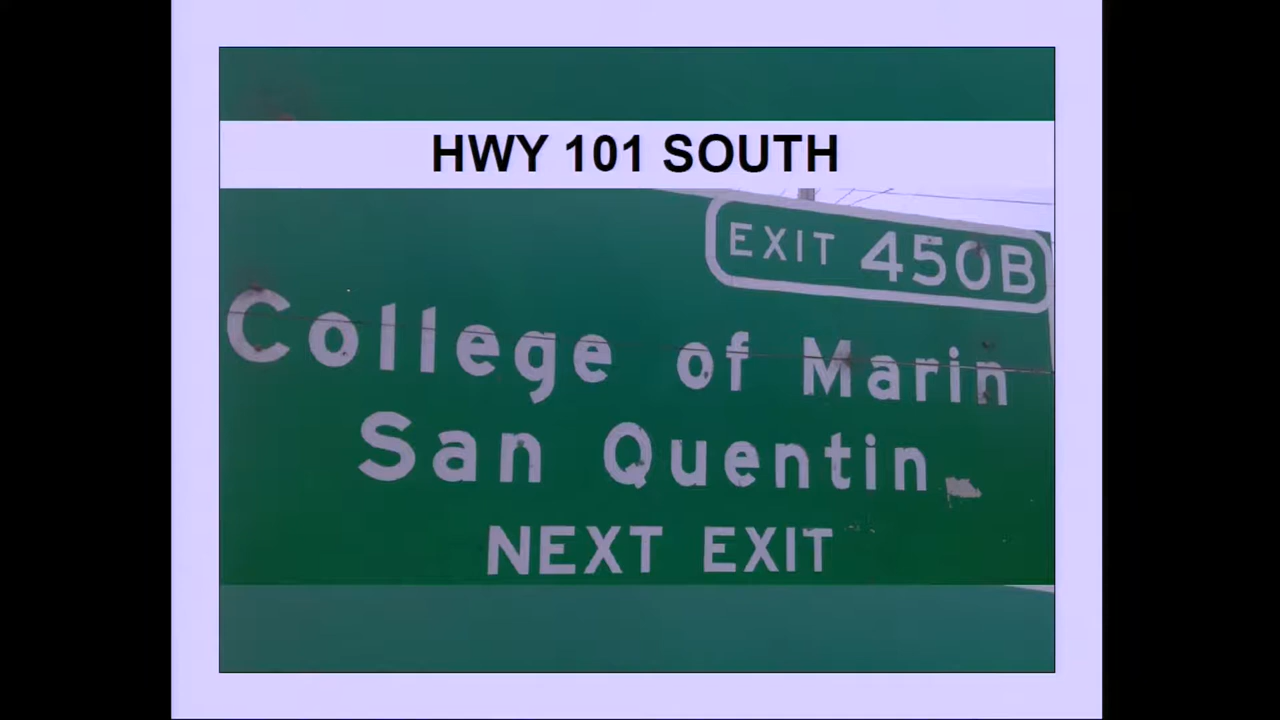 HWY 101 SOUTH
EXIT 450B
College of Marin
San Quentin
NEXT EXIT